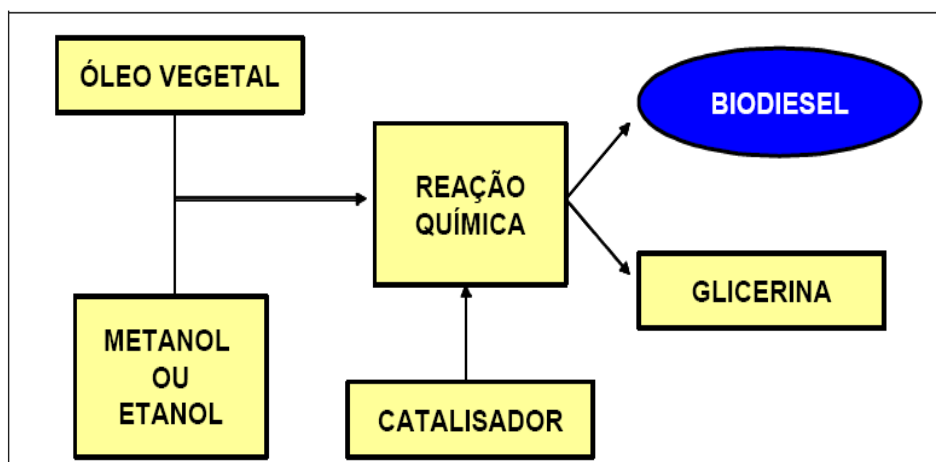 ÓLEO VEGETAL
BIODIESEL
REAÇÃO
QUÍMICA
GLICERINA
METANOL
OU
ETANOL
CATALISADOR